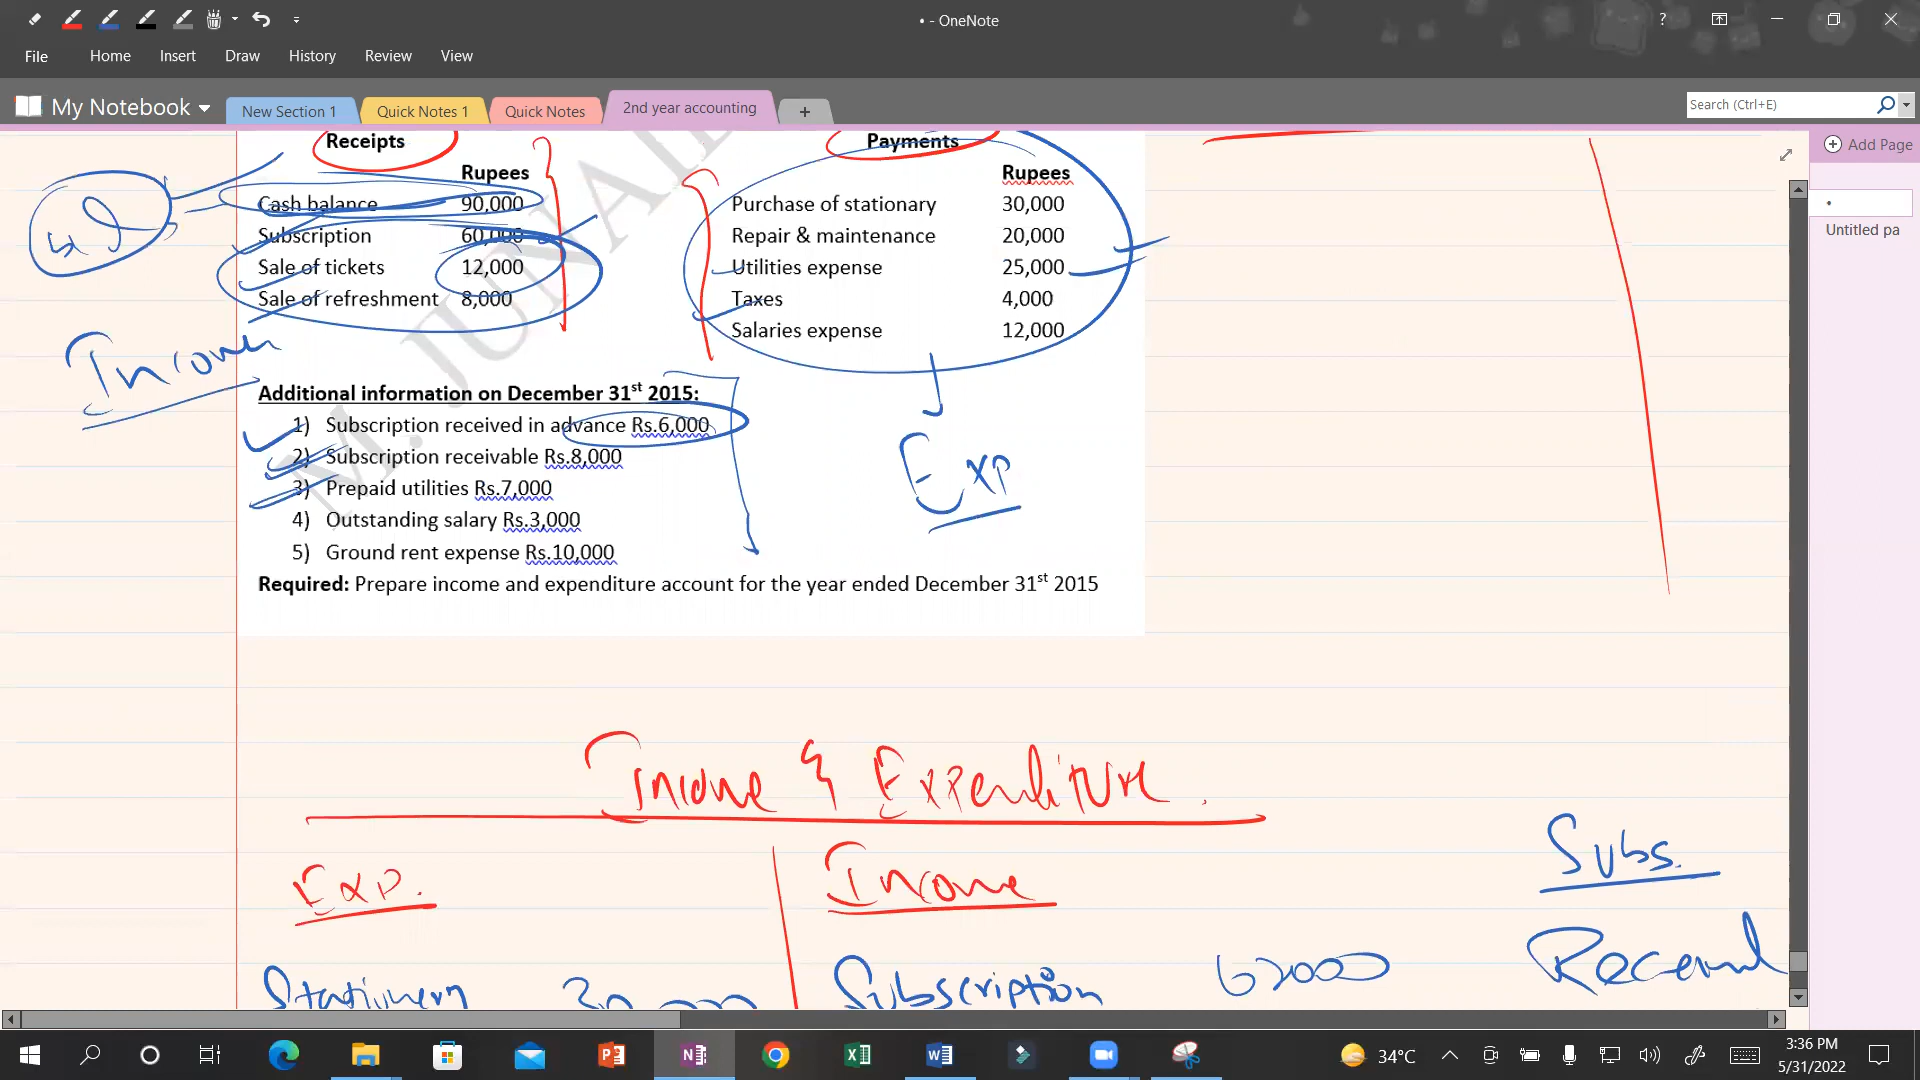 • - OneNote
File Home Insert Draw History Review View
My Notebook New Section 1 Quick Notes 1 Quick Notes 2nd year accounting +
Search (Ctrl+E)
Add Page
•
Untitled pa
Receipts Payments
Rupees Rupees
Cash balance 90,000 Purchase of stationary 30,000
Subscription 60,000 Repair & maintenance 20,000
Sale of tickets 12,000 Utilities expense 25,000
Sale of refreshment 8,000 Taxes 4,000
Salaries expense 12,000
Income
Additional information on December 31st 2015:
1) Subscription received in advance Rs.6,000
2) Subscription receivable Rs.8,000
3) Prepaid utilities Rs.7,000
4) Outstanding salary Rs.3,000
5) Ground rent expense Rs.10,000
Exp
Required: Prepare income and expenditure account for the year ended December 31st 2015
M. JUNAI
Income & Expenditure
Exp. Income Subs.
Stationery Subscription 62000 Received
34°C
3:36 PM
5/31/2022